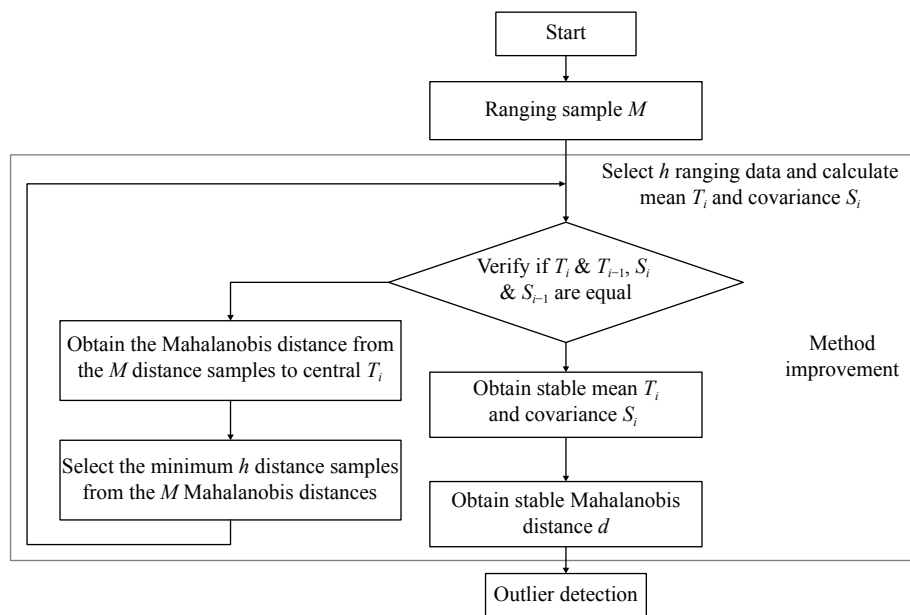 Start
Ranging sample M
Select h ranging data and calculate
mean Tᵢ and covariance Sᵢ
Verify if Tᵢ & Tᵢ₋₁, Sᵢ
& Sᵢ₋₁ are equal
Obtain the Mahalanobis distance from
the M distance samples to central Tᵢ
Method
improvement
Obtain stable mean Tᵢ
and covariance Sᵢ
Select the minimum h distance samples
from the M Mahalanobis distances
Obtain stable Mahalanobis
distance d
Outlier detection